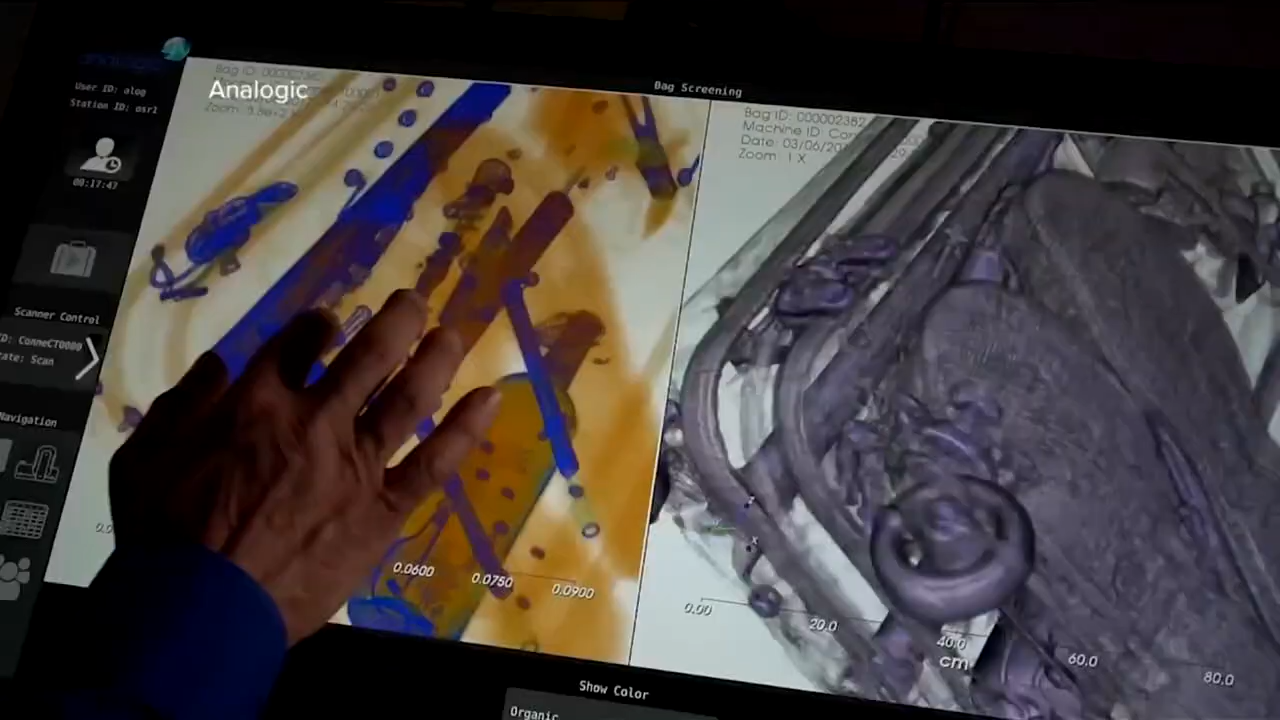 Analogic
User ID: alog
Station ID: osr1
00:17:47
Scanner Control
ID: ConneCT0000
Navigation
Bag Screening
Bag ID: 000002382
Machine ID: Con
Date: 03/06/20
Zoom: 1 X
0.0600
0.0750
0.0900
0.00
20.0
40.0
60.0
80.0
cm
Show Color
Organic